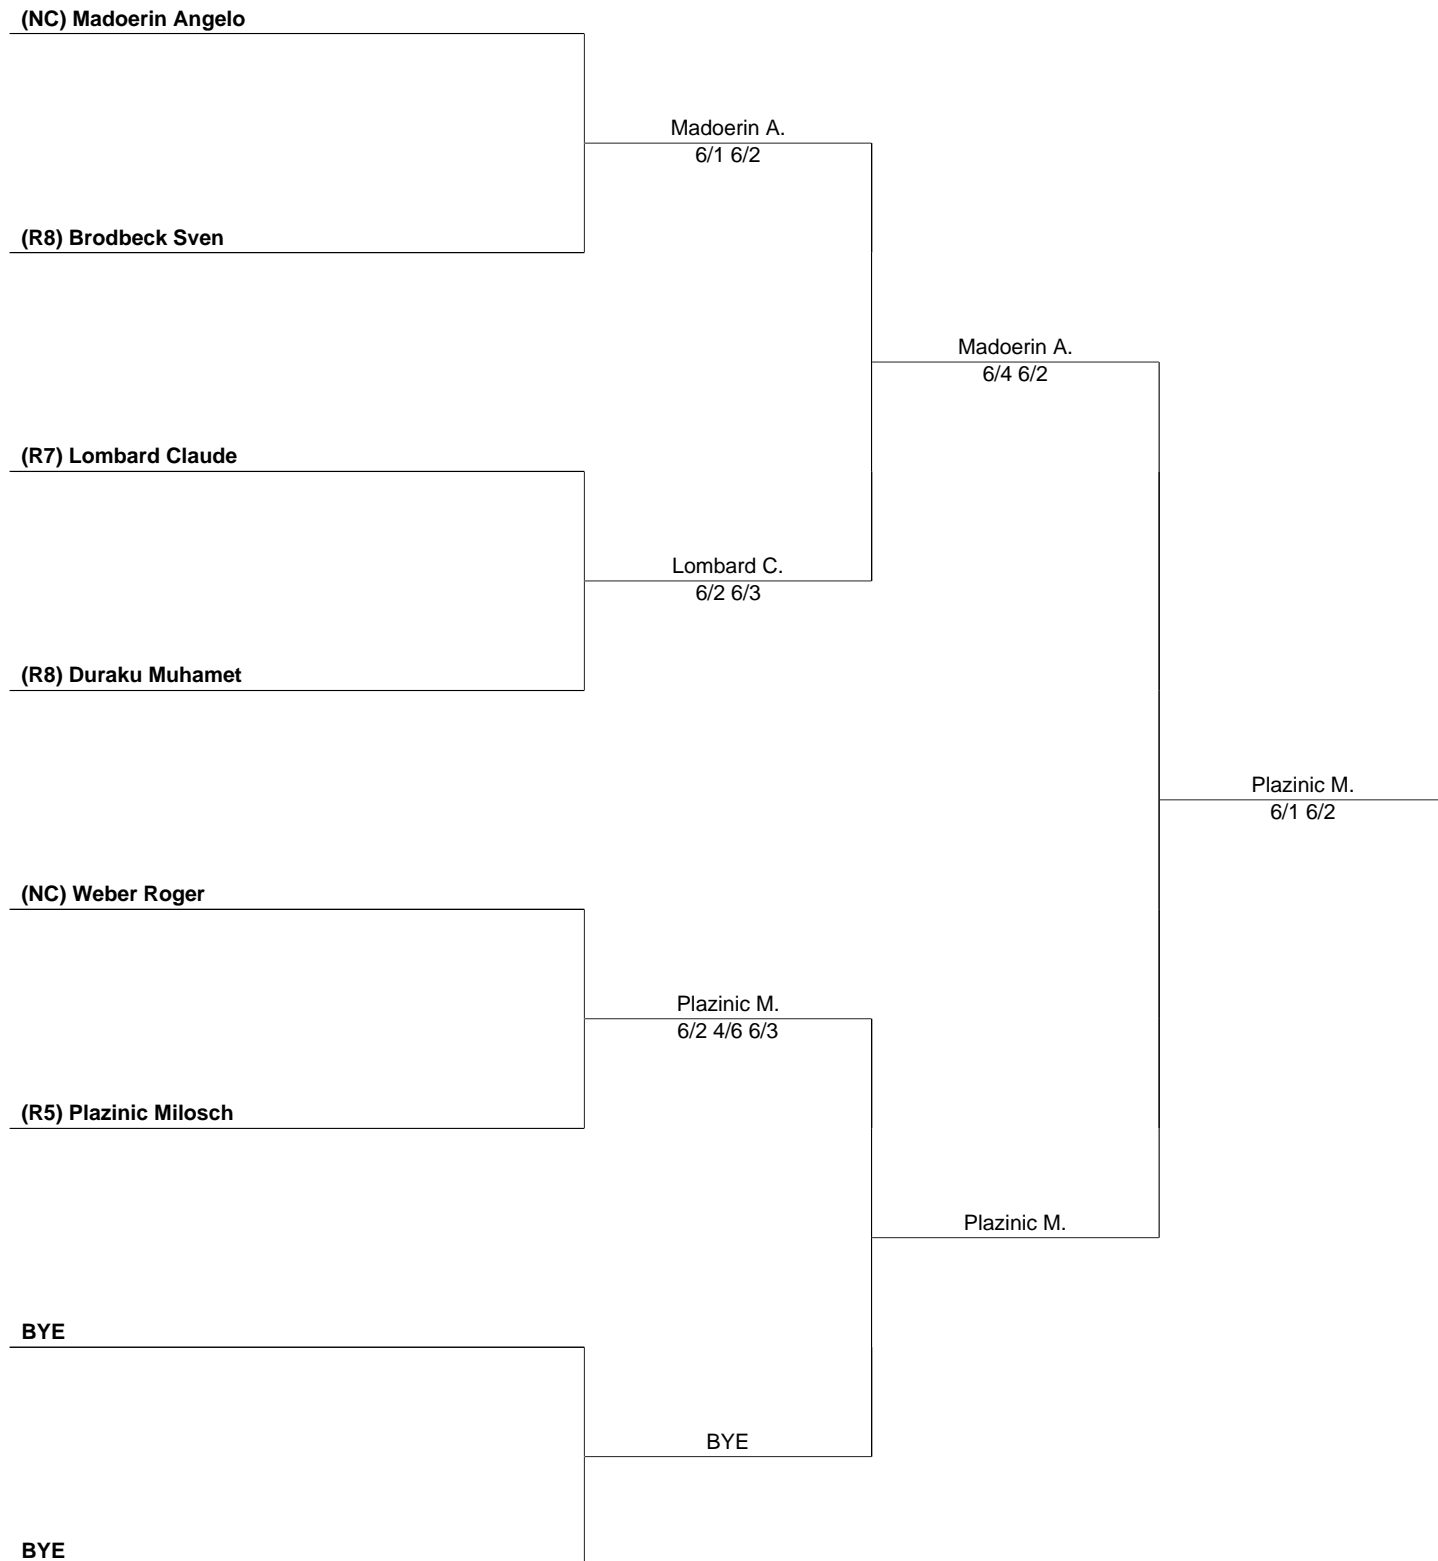 (NC) Madoerin Angelo
Madoerin A.
6/1 6/2
(R8) Brodbeck Sven
Madoerin A.
6/4 6/2
(R7) Lombard Claude
Lombard C.
6/2 6/3
(R8) Duraku Muhamet
Plazinic M.
6/1 6/2
(NC) Weber Roger
Plazinic M.
6/2 4/6 6/3
(R5) Plazinic Milosch
Plazinic M.
BYE
BYE
BYE